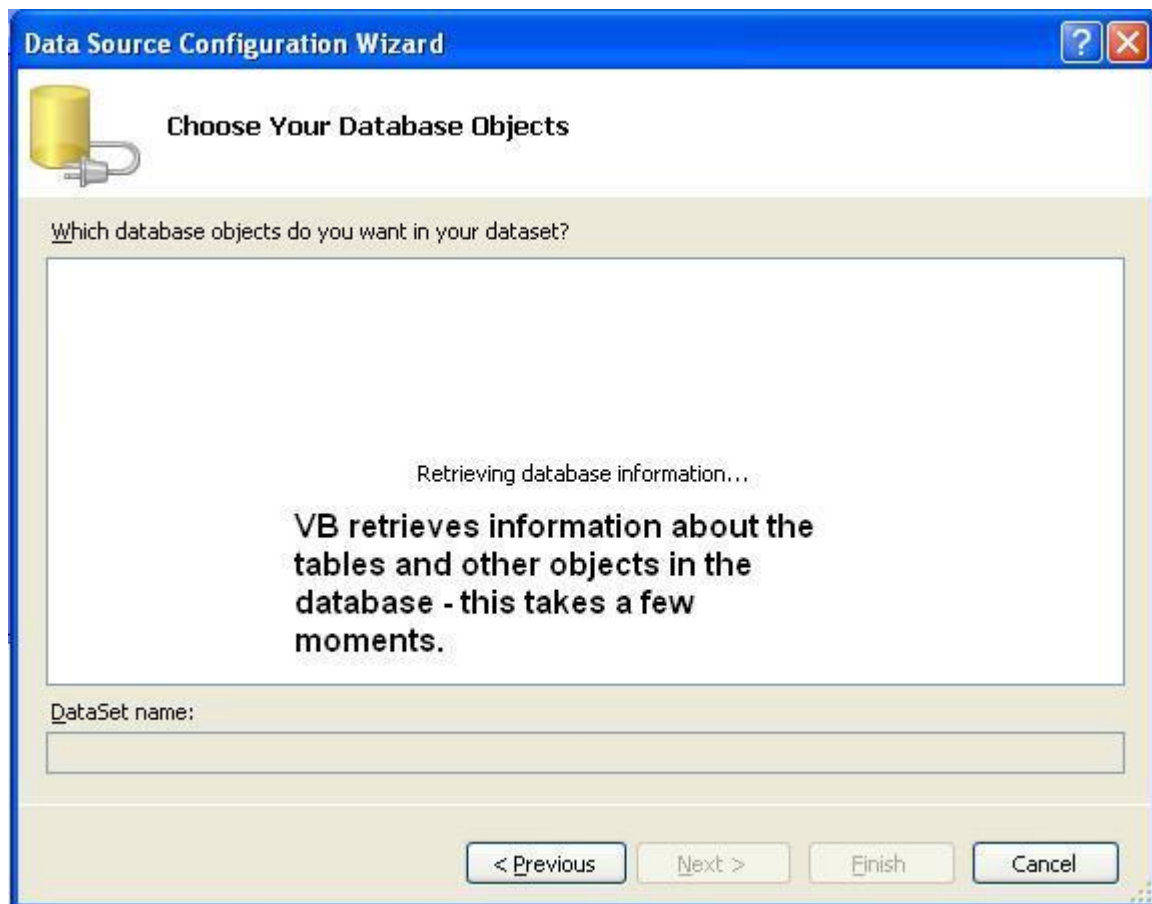 Data Source Configuration Wizard
?
Choose Your Database Objects
Which database objects do you want in your dataset?
Retrieving database information...
VB retrieves information about the
tables and other objects in the
database - this takes a few
moments.
DataSet name:
< Previous
Next >
Finish
Cancel